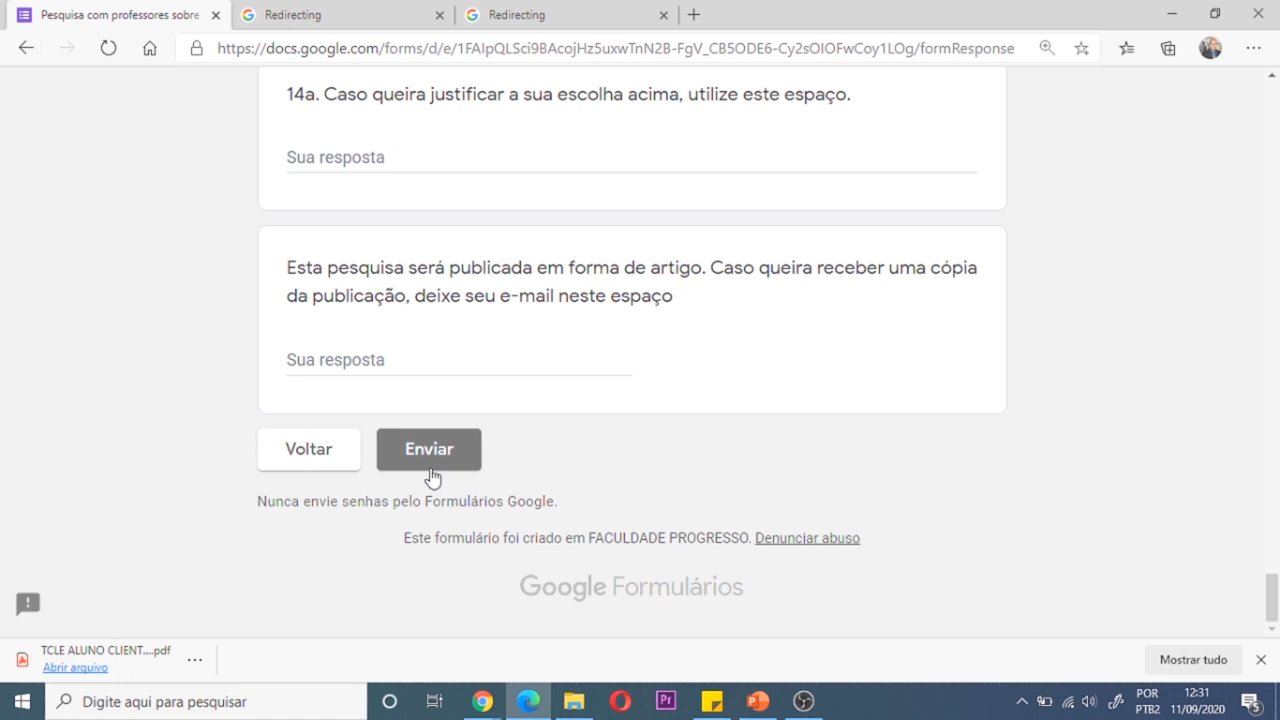 Pesquisa com professores sobre
Redirecting
Redirecting
https://docs.google.com/forms/d/e/1FAIpQLSci9BAcojHz5uxwTnN2B-FgV_CB5ODE6-Cy2sOIOFwCoy1LOg/formResponse
14a. Caso queira justificar a sua escolha acima, utilize este espaço.
Sua resposta
Esta pesquisa será publicada em forma de artigo. Caso queira receber uma cópia
da publicação, deixe seu e-mail neste espaço
Sua resposta
Voltar
Enviar
Nunca envie senhas pelo Formulários Google.
Este formulário foi criado em FACULDADE PROGRESSO. Denunciar abuso
Google Formulários
TCLE ALUNO CLIENT....pdf
Abrir arquivo
Mostrar tudo
Digite aqui para pesquisar
Pr
POR
PTB2
12:31
11/09/2020
5